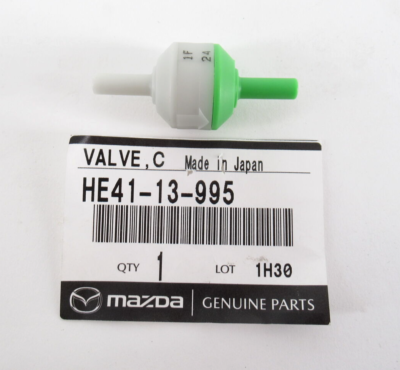 1F
24
VALVE,C Made in Japan
HE41-13-995
QTY 1 LOT 1H30
mazda GENUINE PARTS